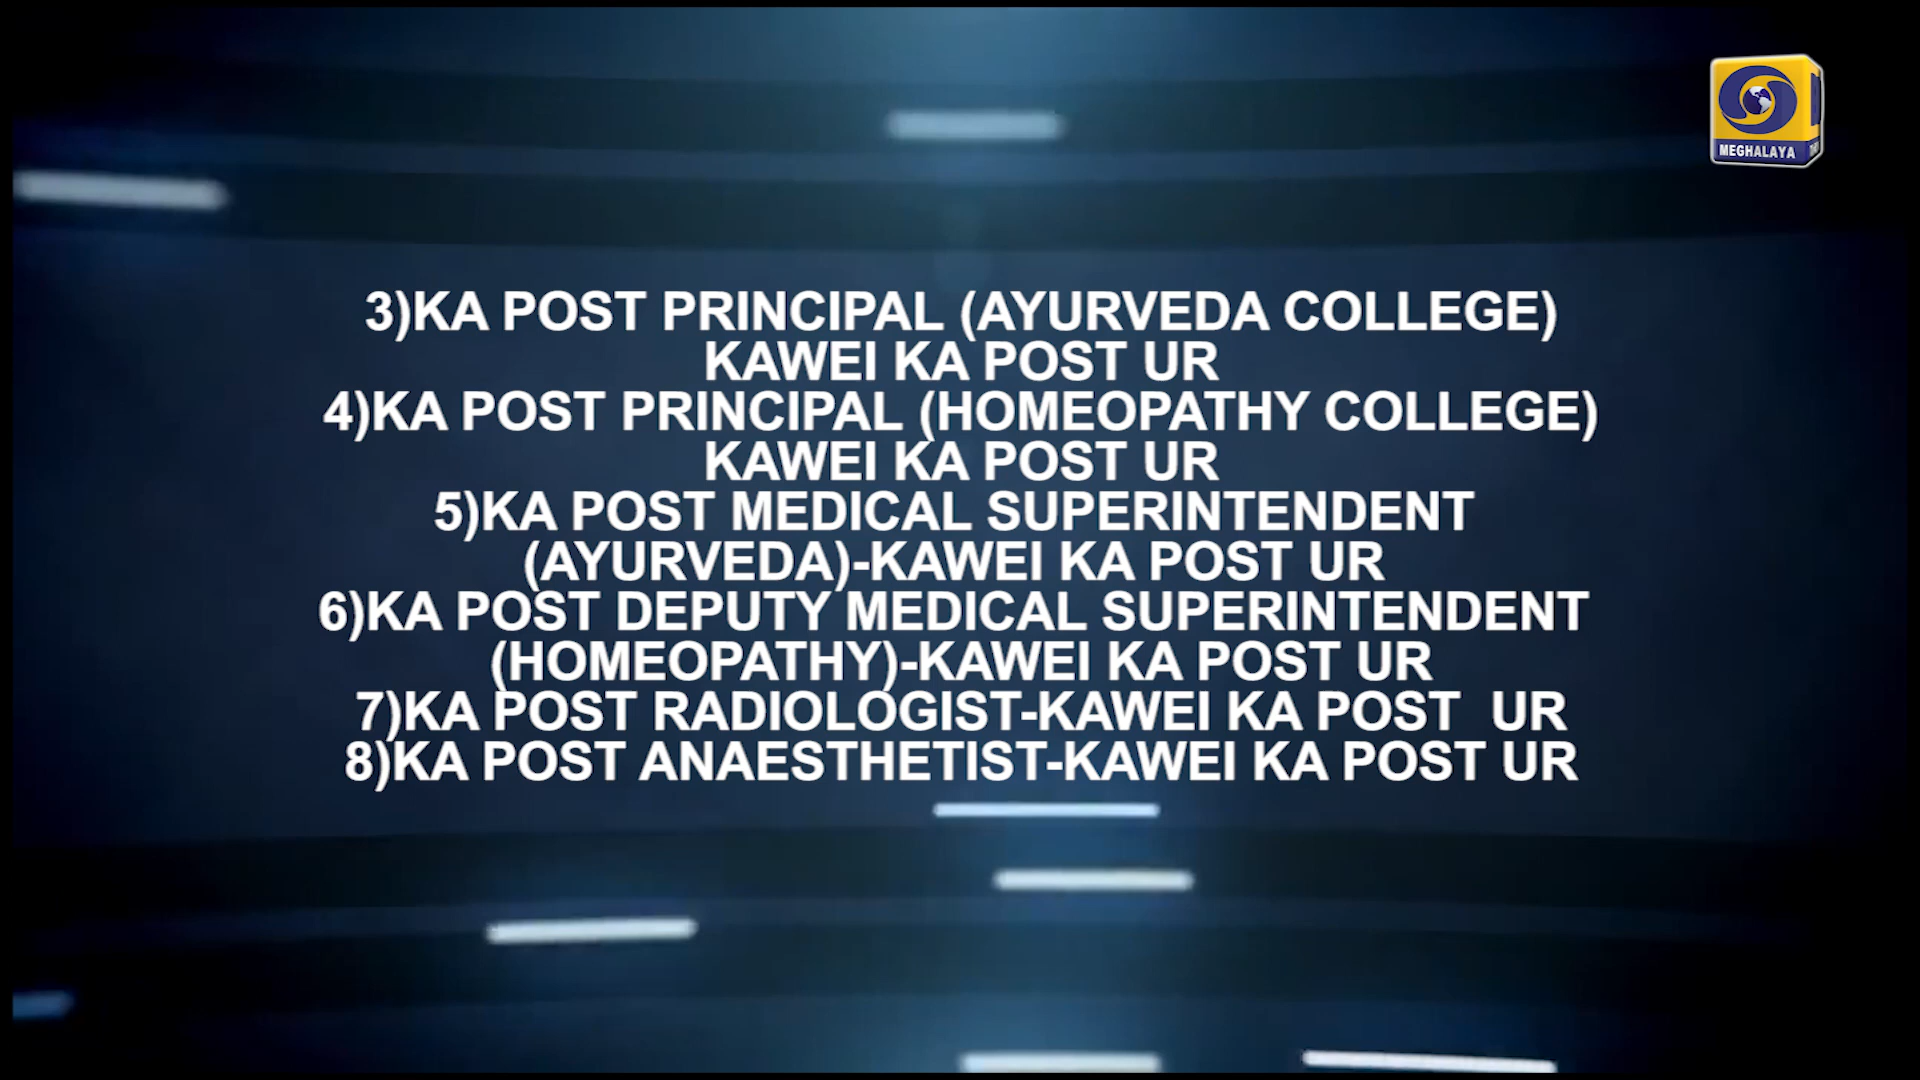 MEGHALAYA
3)KA POST PRINCIPAL (AYURVEDA COLLEGE)
KAWEI KA POST UR
4)KA POST PRINCIPAL (HOMEOPATHY COLLEGE)
KAWEI KA POST UR
5)KA POST MEDICAL SUPERINTENDENT
(AYURVEDA)-KAWEI KA POST UR
6)KA POST DEPUTY MEDICAL SUPERINTENDENT
(HOMEOPATHY)-KAWEI KA POST UR
7)KA POST RADIOLOGIST-KAWEI KA POST  UR
8)KA POST ANAESTHETIST-KAWEI KA POST UR